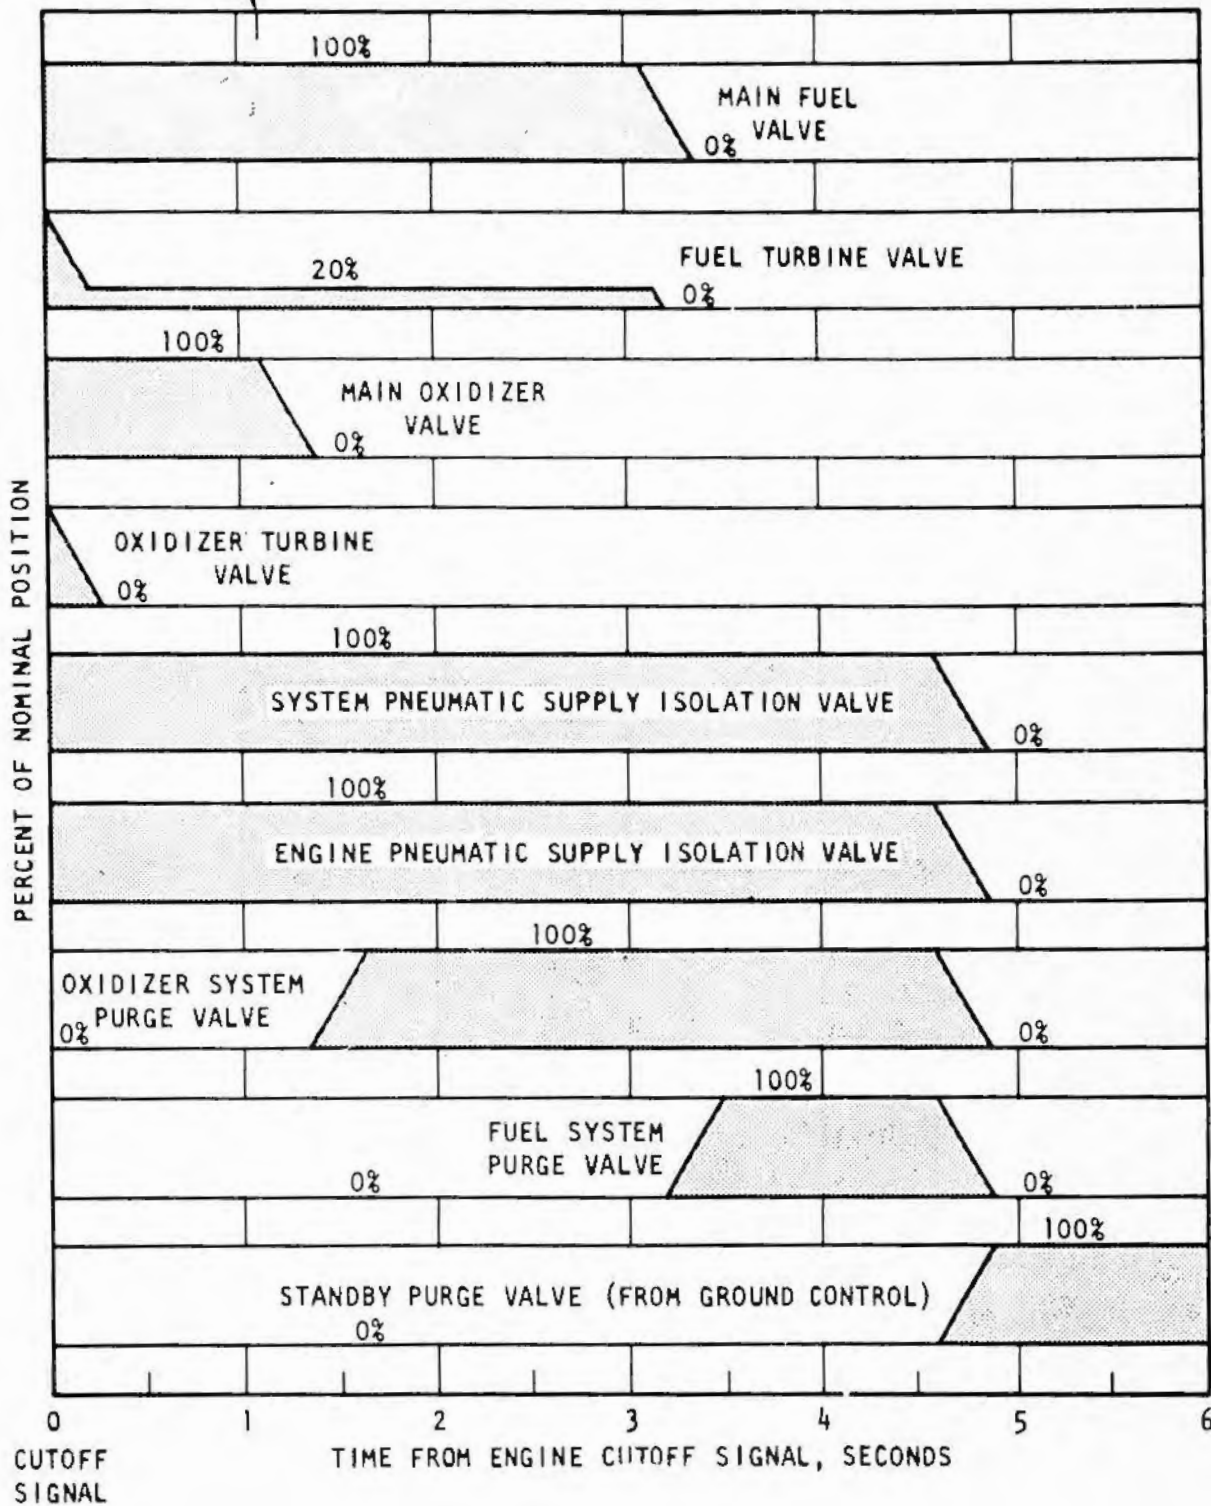 100%
MAIN FUEL
VALVE
0%
20%
FUEL TURBINE VALVE
0%
100%
MAIN OXIDIZER
VALVE
0%
OXIDIZER TURBINE
VALVE
0%
100%
SYSTEM PNEUMATIC SUPPLY ISOLATION VALVE
0%
100%
ENGINE PNEUMATIC SUPPLY ISOLATION VALVE
0%
100%
OXIDIZER SYSTEM
PURGE VALVE
0%
0%
100%
FUEL SYSTEM
PURGE VALVE
0%
0%
100%
STANDBY PURGE VALVE (FROM GROUND CONTROL)
0%
PERCENT OF NOMINAL POSITION
0 1 2 3 4 5 6
CUTOFF
SIGNAL
TIME FROM ENGINE CUTOFF SIGNAL, SECONDS